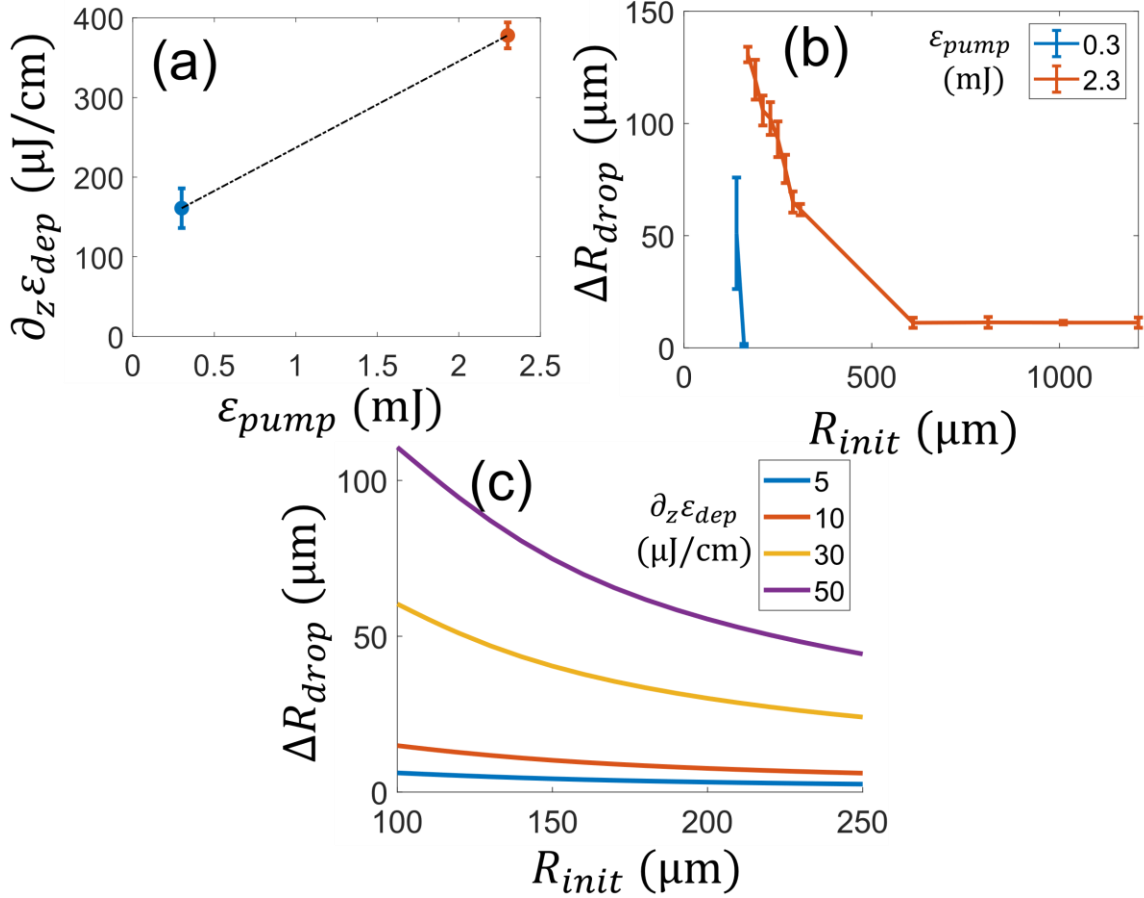 (a)
400
300
200
100
0
0 0.5 1 1.5 2 2.5
∂zεdep (μJ/cm)
εpump (mJ)
(b)
150
100
50
0
0 500 1000
ΔRdrop (μm)
Rinit (μm)
εpump
(mJ)
0.3
2.3
(c)
100
50
0
100 150 200 250
ΔRdrop (μm)
Rinit (μm)
∂zεdep
(μJ/cm)
5
10
30
50